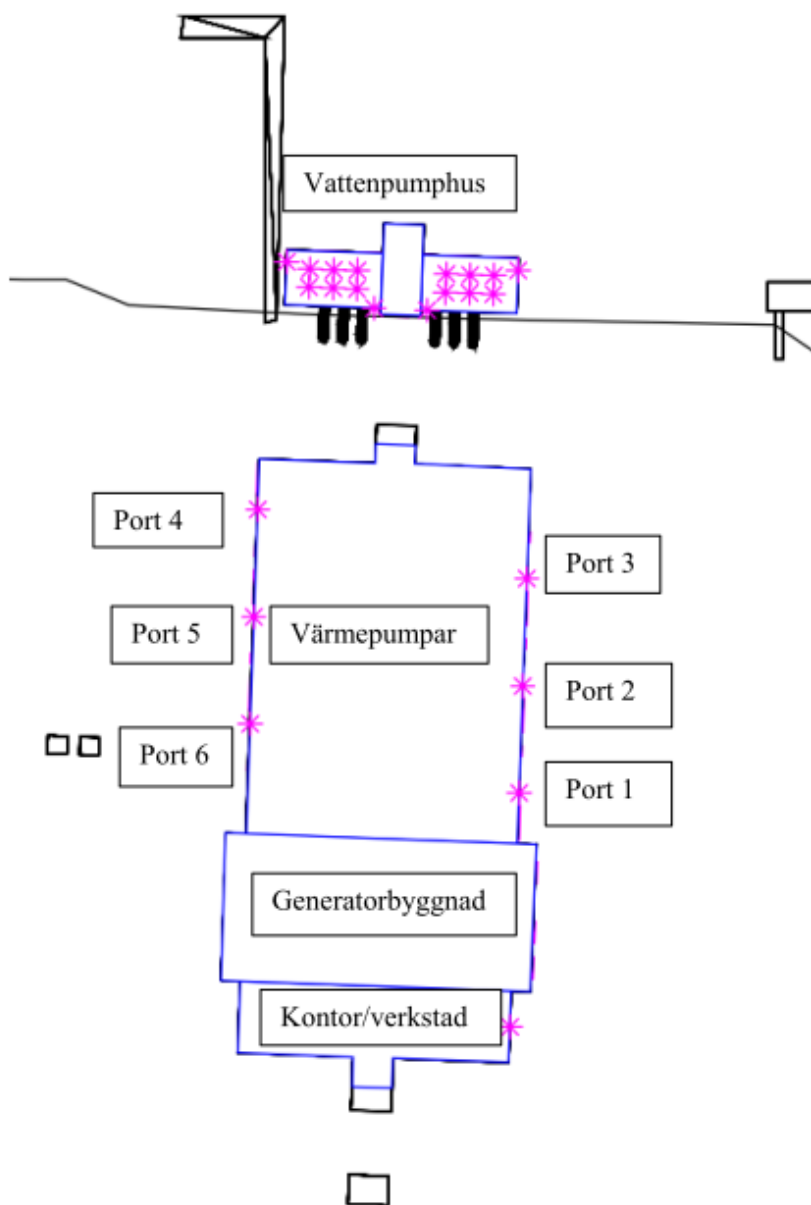 Vattenpumphus
Port 4
Port 3
Port 5
Värmepumpar
Port 2
Port 6
Port 1
Generatorbyggnad
Kontor/verkstad